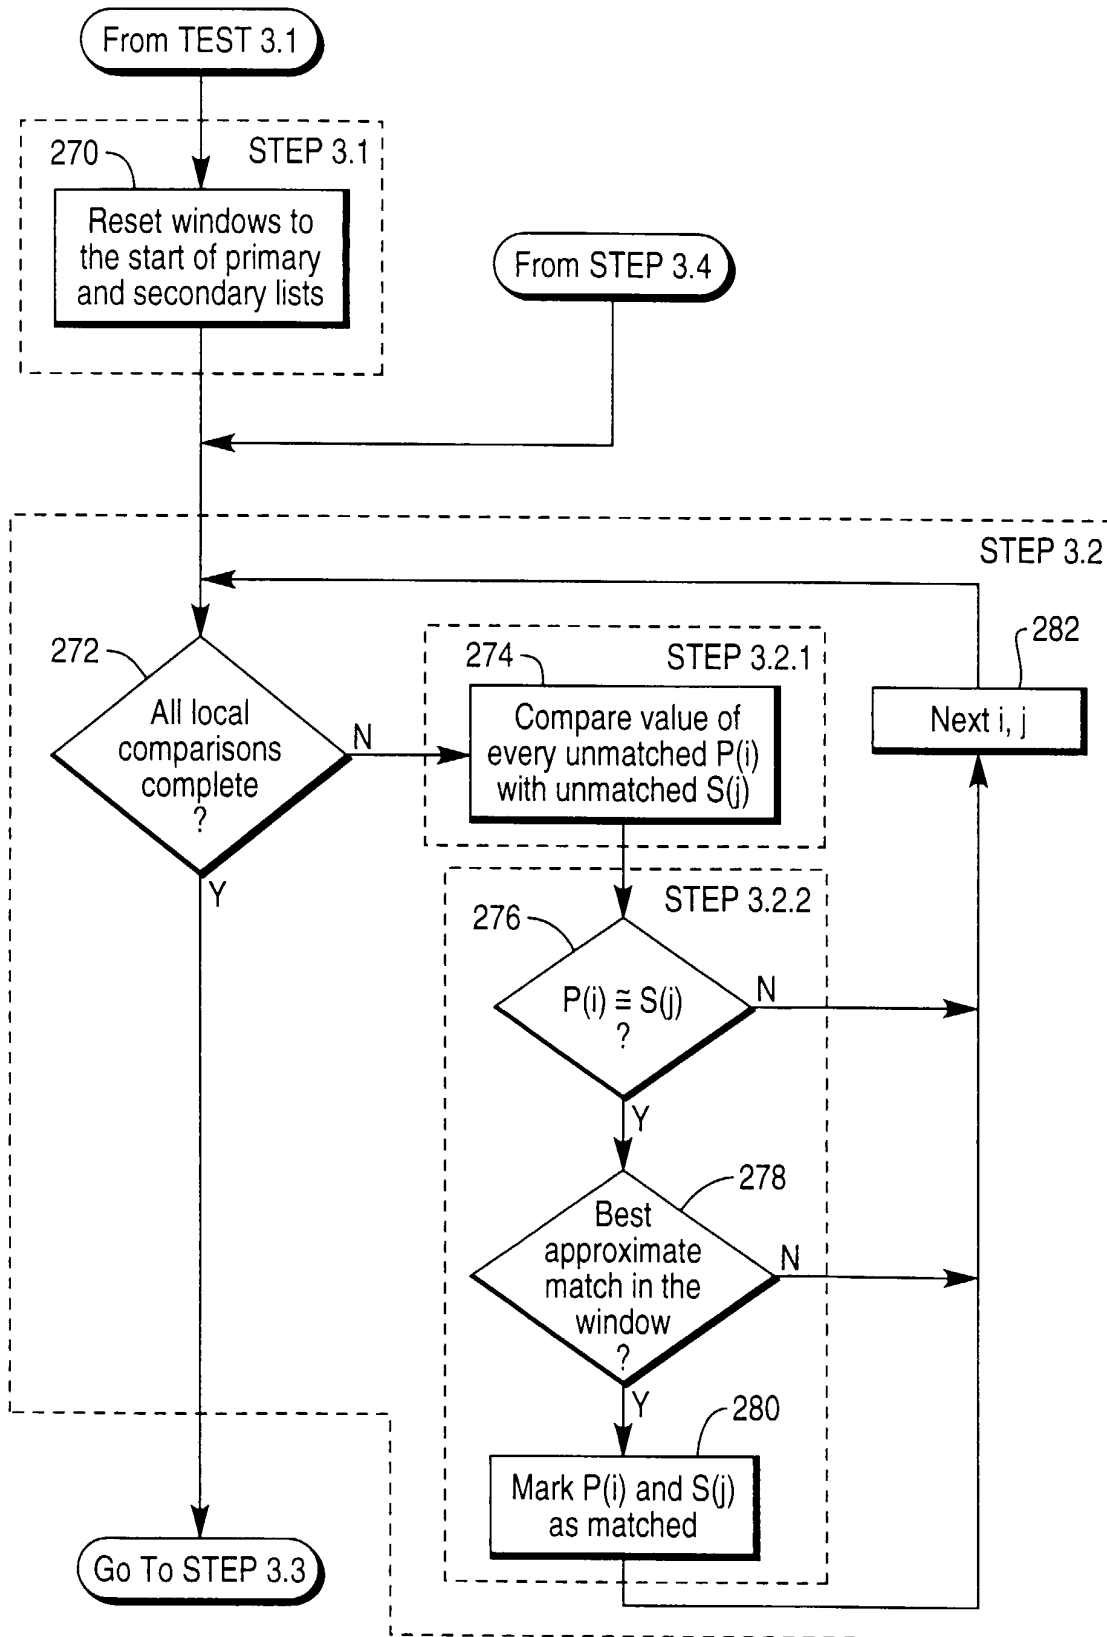 From TEST 3.1
STEP 3.1
270
Reset windows to
the start of primary
and secondary lists
From STEP 3.4
STEP 3.2
272
All local
comparisons
complete
?
N
Y
STEP 3.2.1
274
Compare value of
every unmatched P(i)
with unmatched S(j)
282
Next i, j
STEP 3.2.2
276
P(i) ≅ S(j)
?
N
Y
278
Best
approximate
match in the
window
?
N
Y
280
Mark P(i) and S(j)
as matched
Go To STEP 3.3